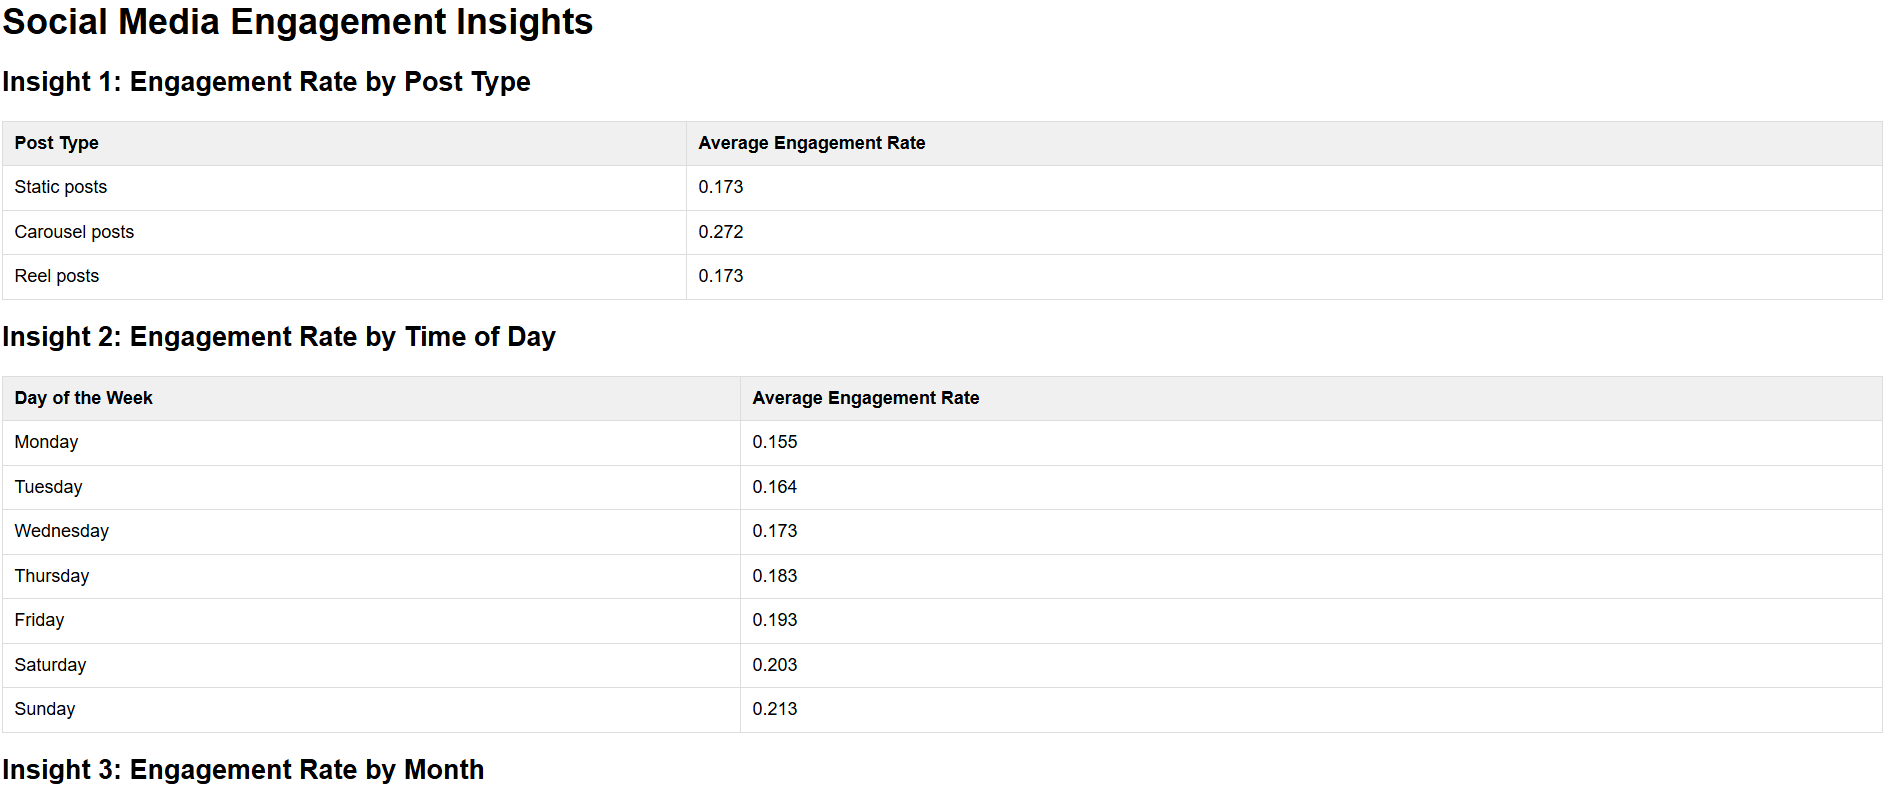 Social Media Engagement Insights
Insight 1: Engagement Rate by Post Type
Post Type Average Engagement Rate
Static posts 0.173
Carousel posts 0.272
Reel posts 0.173
Insight 2: Engagement Rate by Time of Day
Day of the Week Average Engagement Rate
Monday 0.155
Tuesday 0.164
Wednesday 0.173
Thursday 0.183
Friday 0.193
Saturday 0.203
Sunday 0.213
Insight 3: Engagement Rate by Month